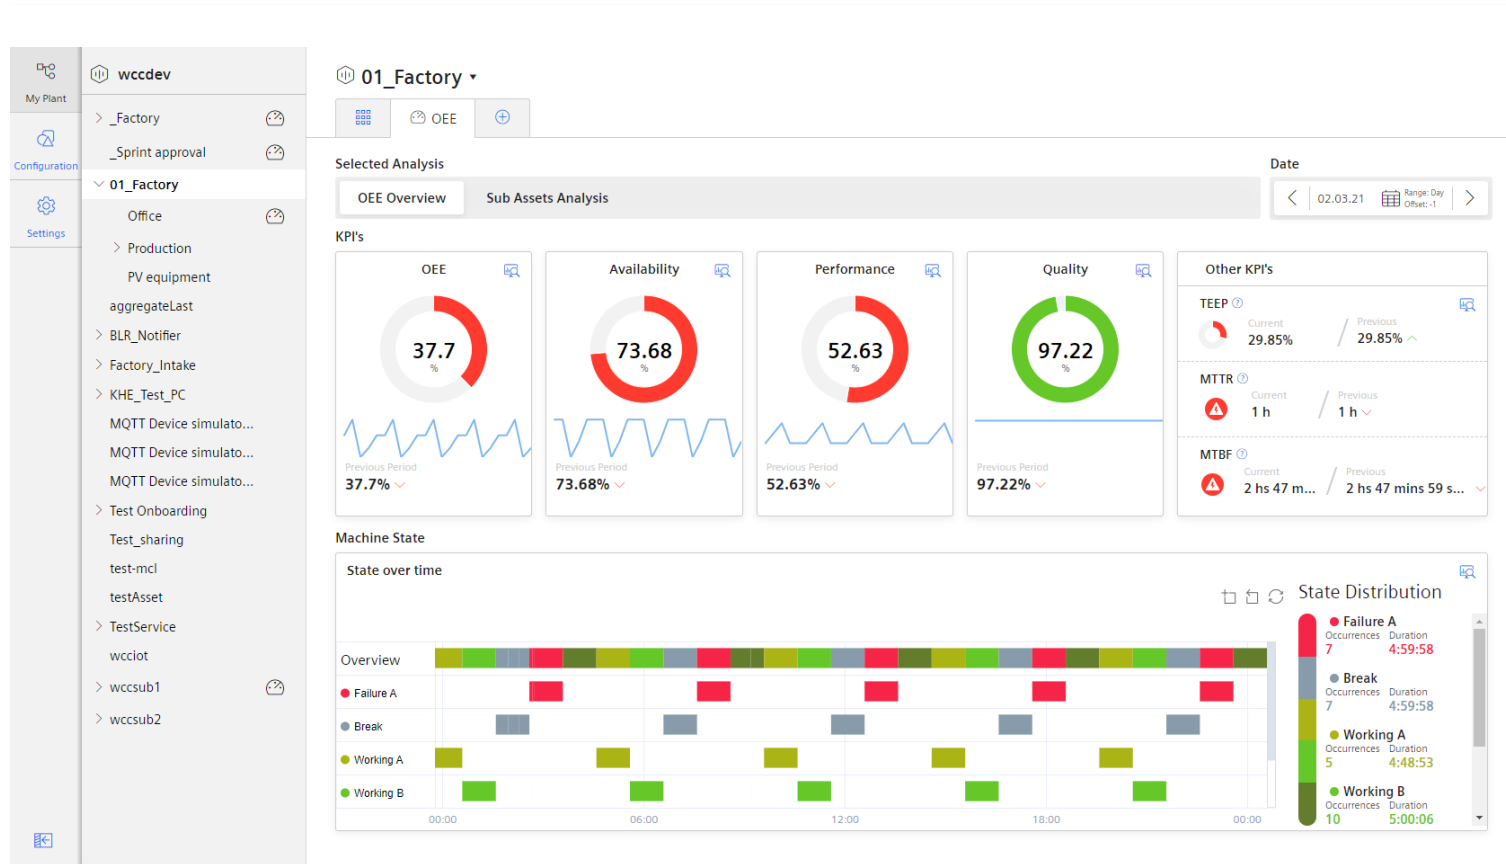 My Plant
Configuration
Settings
wccdev
_Factory
_Sprint approval
01_Factory
Office
Production
PV equipment
aggregateLast
BLR_Notifier
Factory_Intake
KHE_Test_PC
MQTT Device simulato...
MQTT Device simulato...
MQTT Device simulato...
Test Onboarding
Test_sharing
test-mcl
testAsset
TestService
wcciot
wccsub1
wccsub2
01_Factory
OEE
Selected Analysis
OEE Overview
Sub Assets Analysis
Date
02.03.21
Range: Day
Offset: -1
KPI's
OEE
37.7
%
Previous Period
37.7%
Availability
73.68
%
Previous Period
73.68%
Performance
52.63
%
Previous Period
52.63%
Quality
97.22
%
Previous Period
97.22%
Other KPI's
TEEP
Current Previous
29.85% / 29.85%
MTTR
Current Previous
1 h / 1 h
MTBF
Current Previous
2 hs 47 m... / 2 hs 47 mins 59 s...
Machine State
State over time
Overview
Failure A
Break
Working A
Working B
00:00 06:00 12:00 18:00 00:00
State Distribution
Failure A
Occurrences Duration
7 4:59:58
Break
Occurrences Duration
7 4:59:58
Working A
Occurrences Duration
5 4:48:53
Working B
Occurrences Duration
10 5:00:06